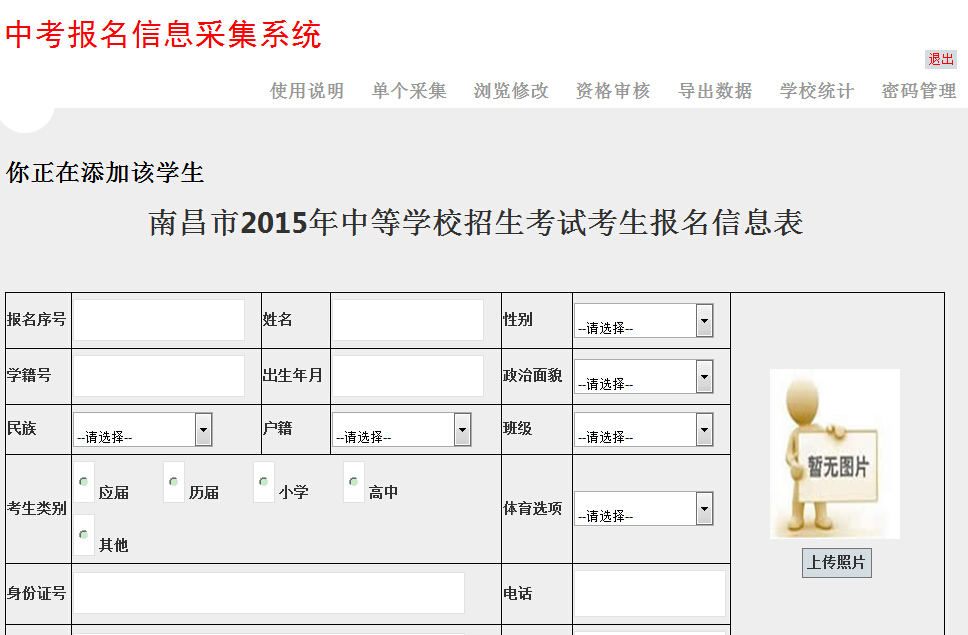 中考报名信息采集系统
退出
使用说明 单个采集 浏览修改 资格审核 导出数据 学校统计 密码管理
你正在添加该学生
南昌市2015年中等学校招生考试考生报名信息表
报名序号 姓名 性别 --请选择--
学籍号 出生年月 政治面貌 --请选择--
民族 --请选择-- 户籍 --请选择-- 班级 --请选择--
暂无图片
考生类别 应届 历届 小学 高中 体育选项 --请选择--
其他
上传照片
身份证号 电话